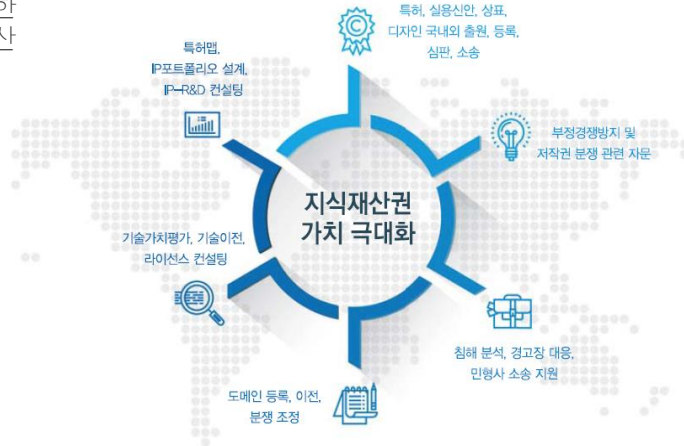 하
사
특허, 실용신안, 상표,
디자인 국내외 출원, 등록,
심판, 소송
특허맵,
IP포트폴리오 설계,
IP-R&D 컨설팅
부정경쟁방지 및
저작권 분쟁 관련 자문
지식재산권
가치 극대화
기술가치평가, 기술이전,
라이선스 컨설팅
침해 분석, 경고장 대응,
민형사 소송 지원
도메인 등록, 이전,
분쟁 조정